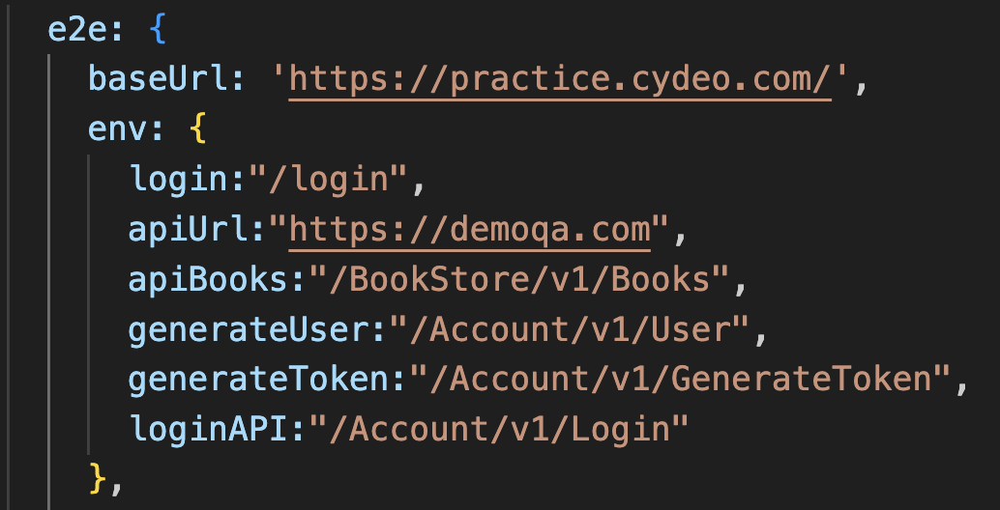 e2e: {
baseUrl: 'https://practice.cydeo.com/',
env: {
login:"/login",
apiUrl:"https://demoqa.com",
apiBooks:"/BookStore/v1/Books",
generateUser:"/Account/v1/User",
generateToken:"/Account/v1/GenerateToken",
loginAPI:"/Account/v1/Login"
},